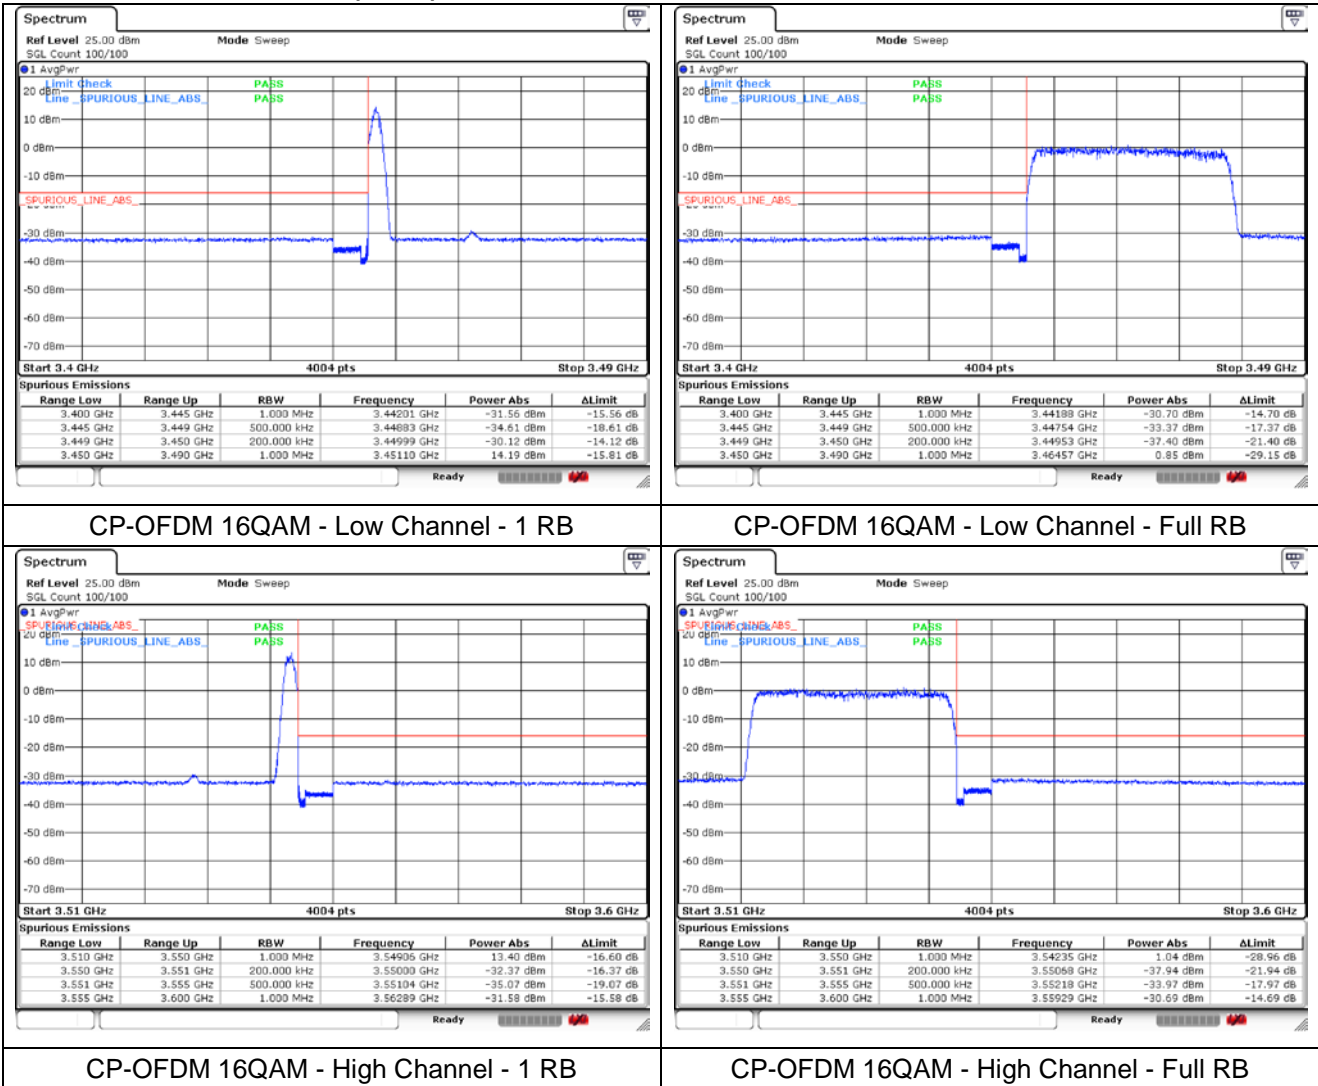 Spectrum
Ref Level 25.00 dBm Mode Sweep
SGL Count 100/100
1 AvgPwr
Limit Check PASS
20 dBm
Line _SPURIOUS_LINE_ABS_ PASS
10 dBm
0 dBm
-10 dBm
_SPURIOUS_LINE_ABS_
-20 dBm
-30 dBm
-40 dBm
-50 dBm
-60 dBm
-70 dBm
Start 3.4 GHz 4004 pts Stop 3.49 GHz
Spurious Emissions
Range Low Range Up RBW Frequency Power Abs ΔLimit
3.400 GHz 3.445 GHz 1.000 MHz 3.44201 GHz -31.56 dBm -15.56 dB
3.445 GHz 3.449 GHz 500.000 kHz 3.44883 GHz -34.61 dBm -18.61 dB
3.449 GHz 3.450 GHz 200.000 kHz 3.44999 GHz -30.12 dBm -14.12 dB
3.450 GHz 3.490 GHz 1.000 MHz 3.45110 GHz 14.19 dBm -15.81 dB
Ready
CP-OFDM 16QAM - Low Channel - 1 RB
Spectrum
Ref Level 25.00 dBm Mode Sweep
SGL Count 100/100
1 AvgPwr
Limit Check PASS
20 dBm
Line _SPURIOUS_LINE_ABS_ PASS
10 dBm
0 dBm
-10 dBm
_SPURIOUS_LINE_ABS_
-20 dBm
-30 dBm
-40 dBm
-50 dBm
-60 dBm
-70 dBm
Start 3.4 GHz 4004 pts Stop 3.49 GHz
Spurious Emissions
Range Low Range Up RBW Frequency Power Abs ΔLimit
3.400 GHz 3.445 GHz 1.000 MHz 3.44188 GHz -30.70 dBm -14.70 dB
3.445 GHz 3.449 GHz 500.000 kHz 3.44754 GHz -33.37 dBm -17.37 dB
3.449 GHz 3.450 GHz 200.000 kHz 3.44953 GHz -37.40 dBm -21.40 dB
3.450 GHz 3.490 GHz 1.000 MHz 3.46457 GHz 0.85 dBm -29.15 dB
Ready
CP-OFDM 16QAM - Low Channel - Full RB
Spectrum
Ref Level 25.00 dBm Mode Sweep
SGL Count 100/100
1 AvgPwr
_SPURIOUS_LINE_ABS_
Limit Check PASS
20 dBm
Line _SPURIOUS_LINE_ABS_ PASS
10 dBm
0 dBm
-10 dBm
-20 dBm
-30 dBm
-40 dBm
-50 dBm
-60 dBm
-70 dBm
Start 3.51 GHz 4004 pts Stop 3.6 GHz
Spurious Emissions
Range Low Range Up RBW Frequency Power Abs ΔLimit
3.510 GHz 3.550 GHz 1.000 MHz 3.54906 GHz 13.40 dBm -16.60 dB
3.550 GHz 3.551 GHz 200.000 kHz 3.55000 GHz -32.37 dBm -16.37 dB
3.551 GHz 3.555 GHz 500.000 kHz 3.55104 GHz -35.07 dBm -19.07 dB
3.555 GHz 3.600 GHz 1.000 MHz 3.56289 GHz -31.58 dBm -15.58 dB
Ready
CP-OFDM 16QAM - High Channel - 1 RB
Spectrum
Ref Level 25.00 dBm Mode Sweep
SGL Count 100/100
1 AvgPwr
_SPURIOUS_LINE_ABS_
Limit Check PASS
20 dBm
Line _SPURIOUS_LINE_ABS_ PASS
10 dBm
0 dBm
-10 dBm
-20 dBm
-30 dBm
-40 dBm
-50 dBm
-60 dBm
-70 dBm
Start 3.51 GHz 4004 pts Stop 3.6 GHz
Spurious Emissions
Range Low Range Up RBW Frequency Power Abs ΔLimit
3.510 GHz 3.550 GHz 1.000 MHz 3.54235 GHz 1.04 dBm -28.96 dB
3.550 GHz 3.551 GHz 200.000 kHz 3.55068 GHz -37.94 dBm -21.94 dB
3.551 GHz 3.555 GHz 500.000 kHz 3.55218 GHz -33.97 dBm -17.97 dB
3.555 GHz 3.600 GHz 1.000 MHz 3.55929 GHz -30.69 dBm -14.69 dB
Ready
CP-OFDM 16QAM - High Channel - Full RB